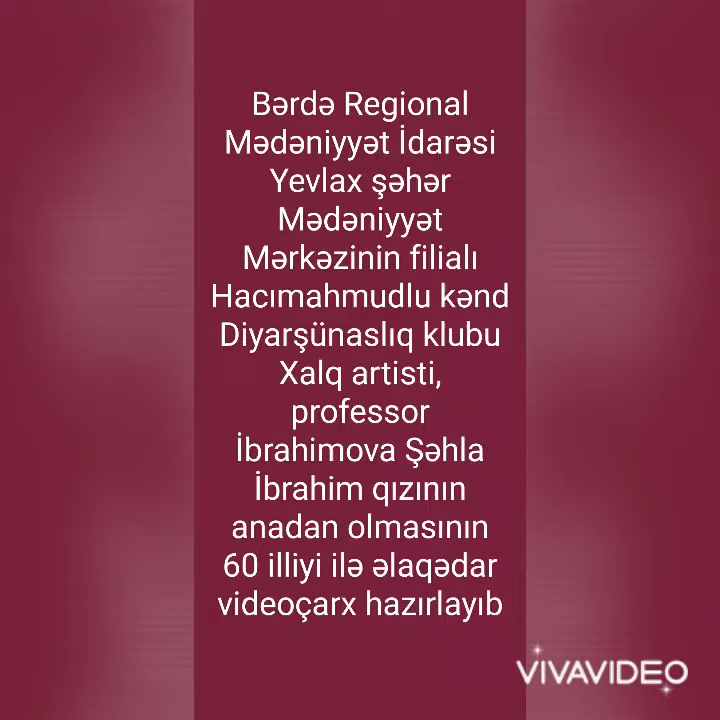 Bərdə Regional
Mədəniyyət İdarəsi
Yevlax şəhər
Mədəniyyət
Mərkəzinin filialı
Hacımahmudlu kənd
Diyarşünaslıq klubu
Xalq artisti,
professor
İbrahimova Şəhla
İbrahim qızının
anadan olmasının
60 illiyi ilə əlaqədar
videoçarx hazırlayıb
VIVAVIDEO